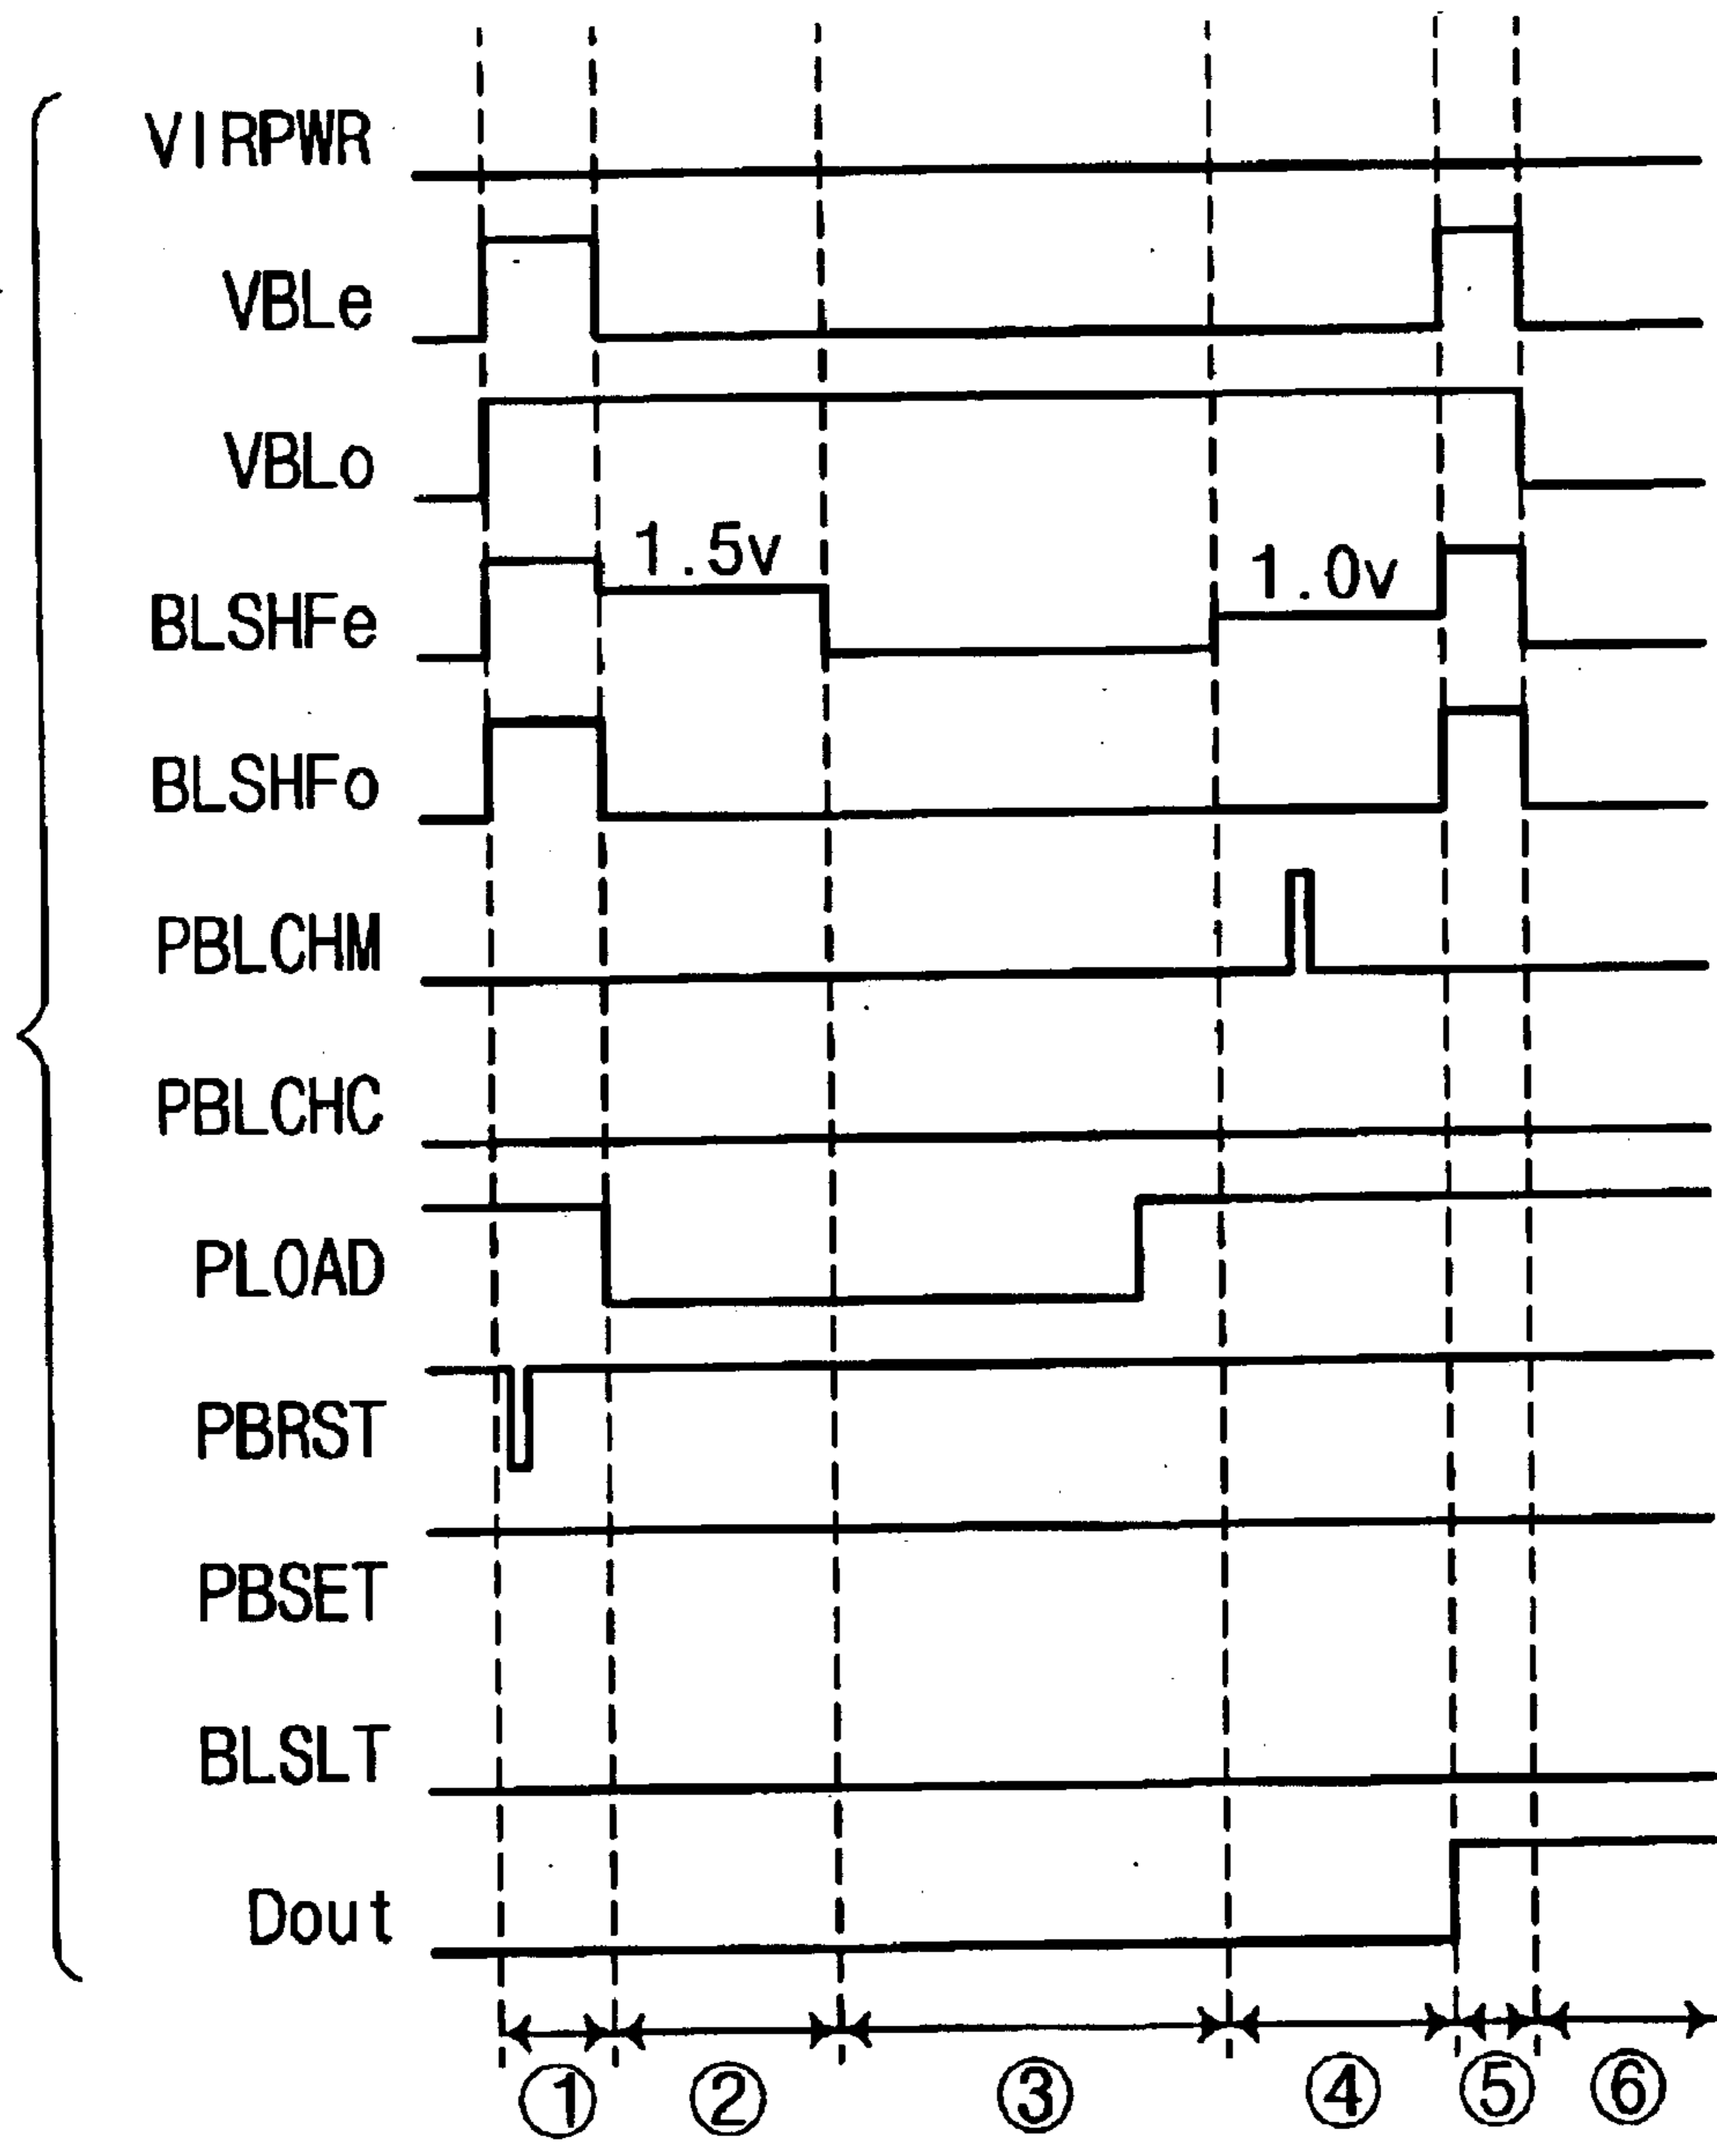 VIRPWR
VBLe
VBLo
1.5v
1.0v
BLSHFe
BLSHFo
PBLCHM
PBLCHC
PLOAD
PBRST
PBSET
BLSLT
Dout
① ② ③ ④ ⑤ ⑥